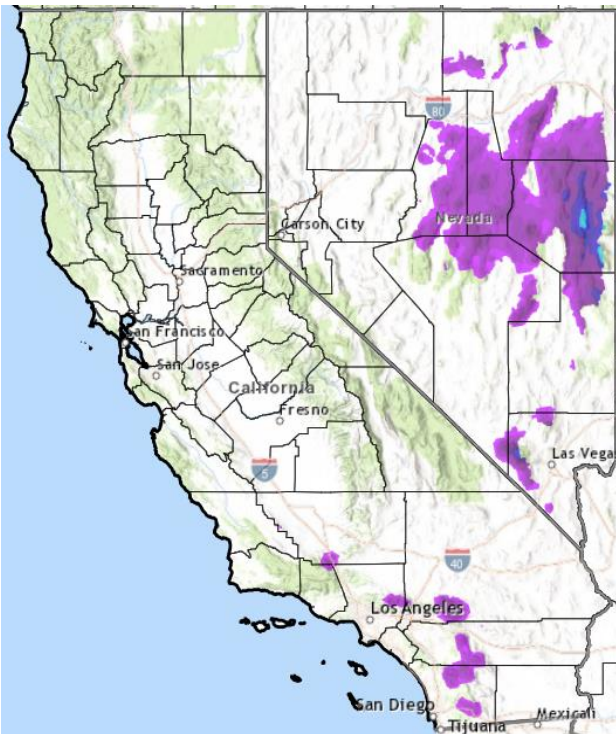 80
Nevada
Carson City
Sacramento
San Francisco
San Jose
California
Fresno
5
Las Vega
40
Los Angeles
San Diego
Mexicali
Tijuana